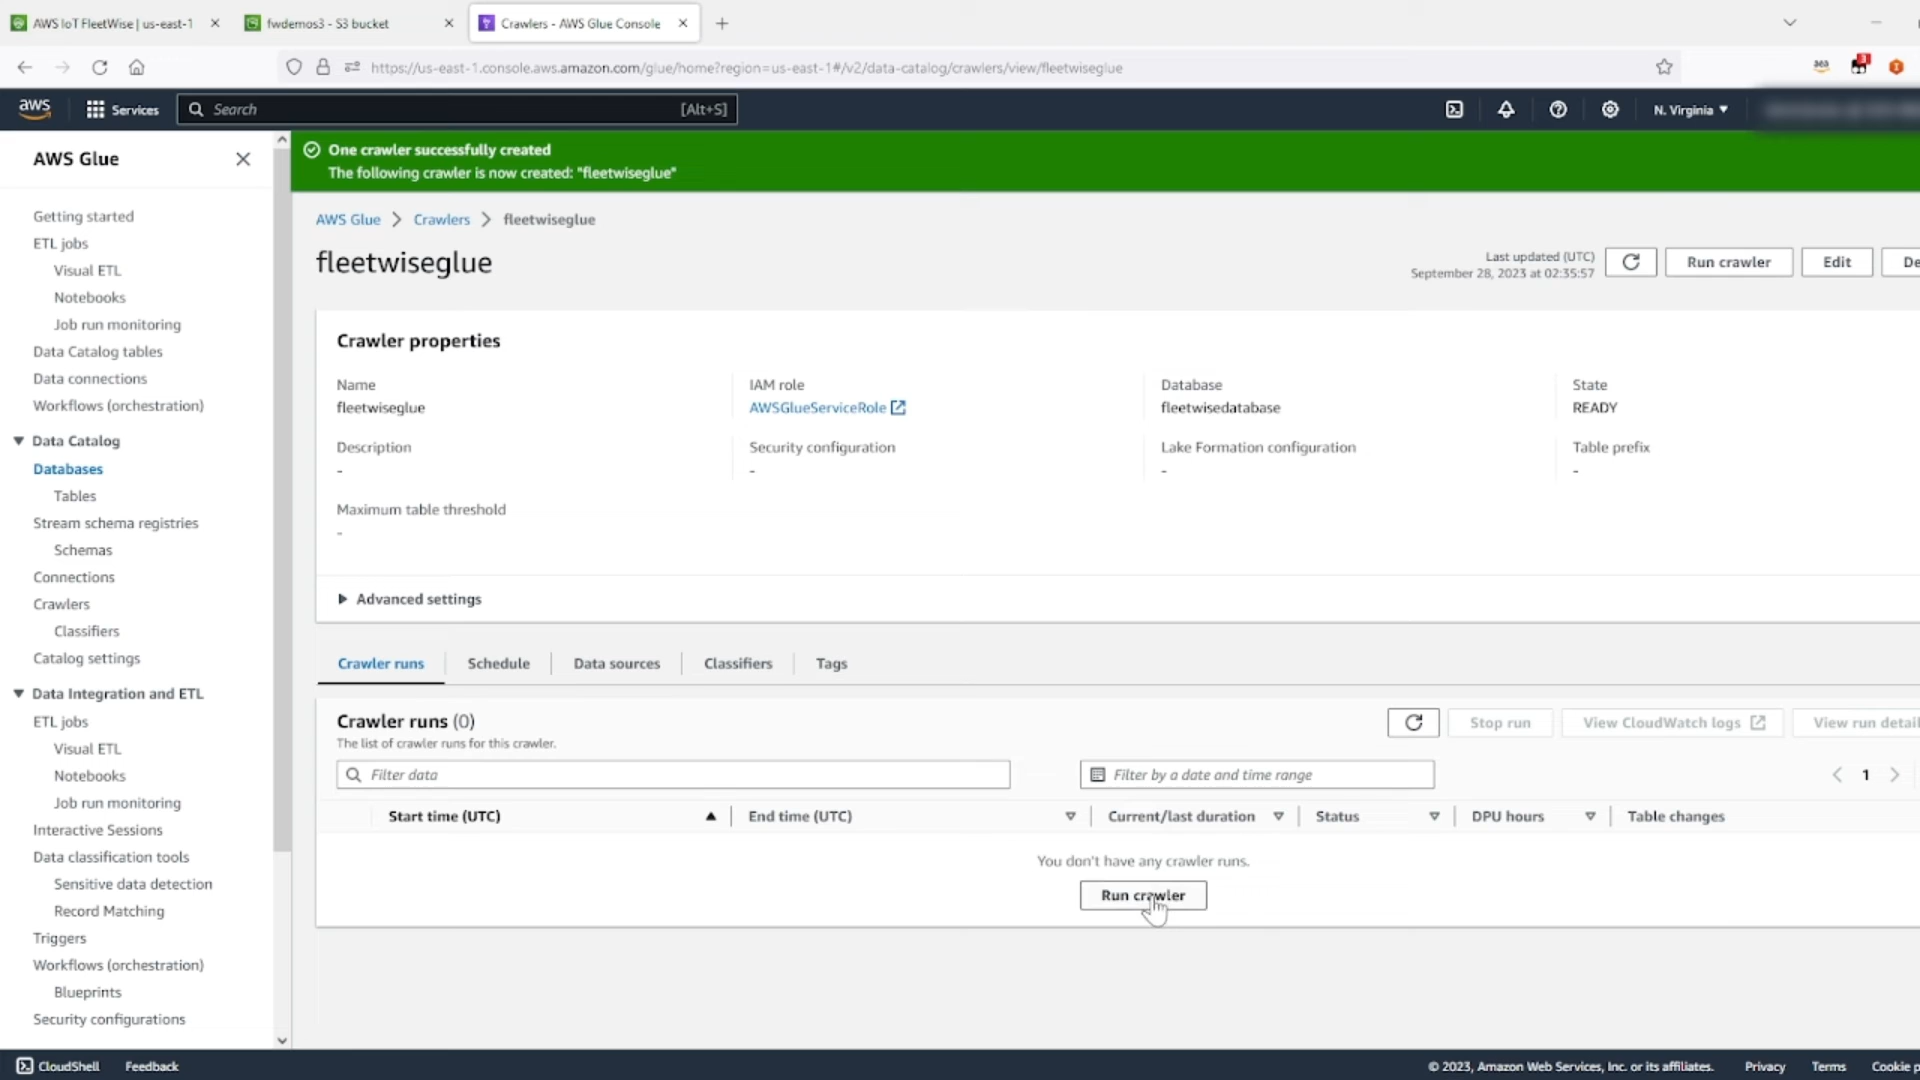 AWS IoT FleetWise | us-east-1
fwdemos3 - S3 bucket
Crawlers - AWS Glue Console
https://us-east-1.console.aws.amazon.com/glue/home?region=us-east-1#/v2/data-catalog/crawlers/view/fleetwiseglue
aws
Services
Search
[Alt+S]
N. Virginia
AWS Glue
Getting started
ETL jobs
Visual ETL
Notebooks
Job run monitoring
Data Catalog tables
Data connections
Workflows (orchestration)
Data Catalog
Databases
Tables
Stream schema registries
Schemas
Connections
Crawlers
Classifiers
Catalog settings
Data Integration and ETL
ETL jobs
Visual ETL
Notebooks
Job run monitoring
Interactive Sessions
Data classification tools
Sensitive data detection
Record Matching
Triggers
Workflows (orchestration)
Blueprints
Security configurations
One crawler successfully created
The following crawler is now created: "fleetwiseglue"
AWS Glue > Crawlers > fleetwiseglue
fleetwiseglue
Last updated (UTC)
September 28, 2023 at 02:35:57
Run crawler
Edit
De
Crawler properties
Name
fleetwiseglue
IAM role
AWSGlueServiceRole
Database
fleetwisedatabase
State
READY
Description
-
Security configuration
-
Lake Formation configuration
-
Table prefix
-
Maximum table threshold
-
Advanced settings
Crawler runs
Schedule
Data sources
Classifiers
Tags
Crawler runs (0)
The list of crawler runs for this crawler.
Stop run
View CloudWatch logs
View run detail
Filter data
Filter by a date and time range
1
Start time (UTC)
End time (UTC)
Current/last duration
Status
DPU hours
Table changes
You don't have any crawler runs.
Run crawler
CloudShell
Feedback
© 2023, Amazon Web Services, Inc. or its affiliates.
Privacy
Terms
Cookie p